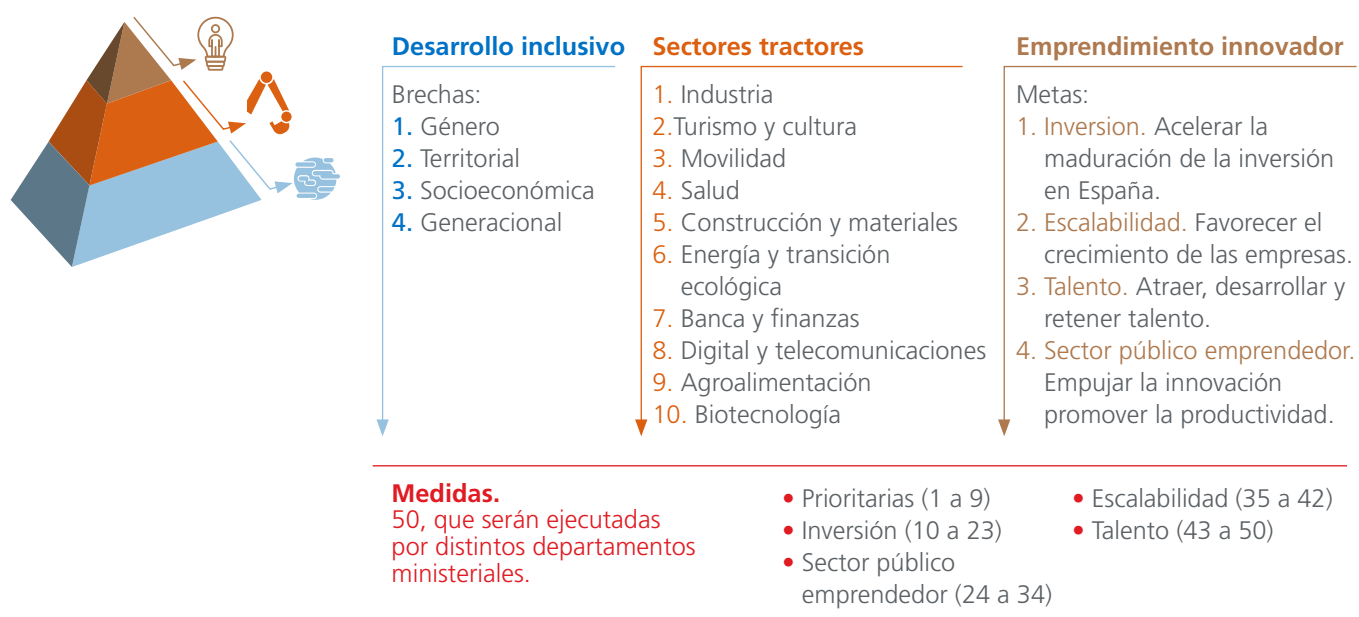 Desarrollo inclusivo
Brechas:
1. Género
2. Territorial
3. Socioeconómica
4. Generacional
Sectores tractores
1. Industria
2.Turismo y cultura
3. Movilidad
4. Salud
5. Construcción y materiales
6. Energía y transición
ecológica
7. Banca y finanzas
8. Digital y telecomunicaciones
9. Agroalimentación
10. Biotecnología
Emprendimiento innovador
Metas:
1. Inversion. Acelerar la
maduración de la inversión
en España.
2. Escalabilidad. Favorecer el
crecimiento de las empresas.
3. Talento. Atraer, desarrollar y
retener talento.
4. Sector público emprendedor.
Empujar la innovación
promover la productividad.
Medidas.
50, que serán ejecutadas
por distintos departamentos
ministeriales.
• Prioritarias (1 a 9)
• Inversión (10 a 23)
• Sector público
emprendedor (24 a 34)
• Escalabilidad (35 a 42)
• Talento (43 a 50)